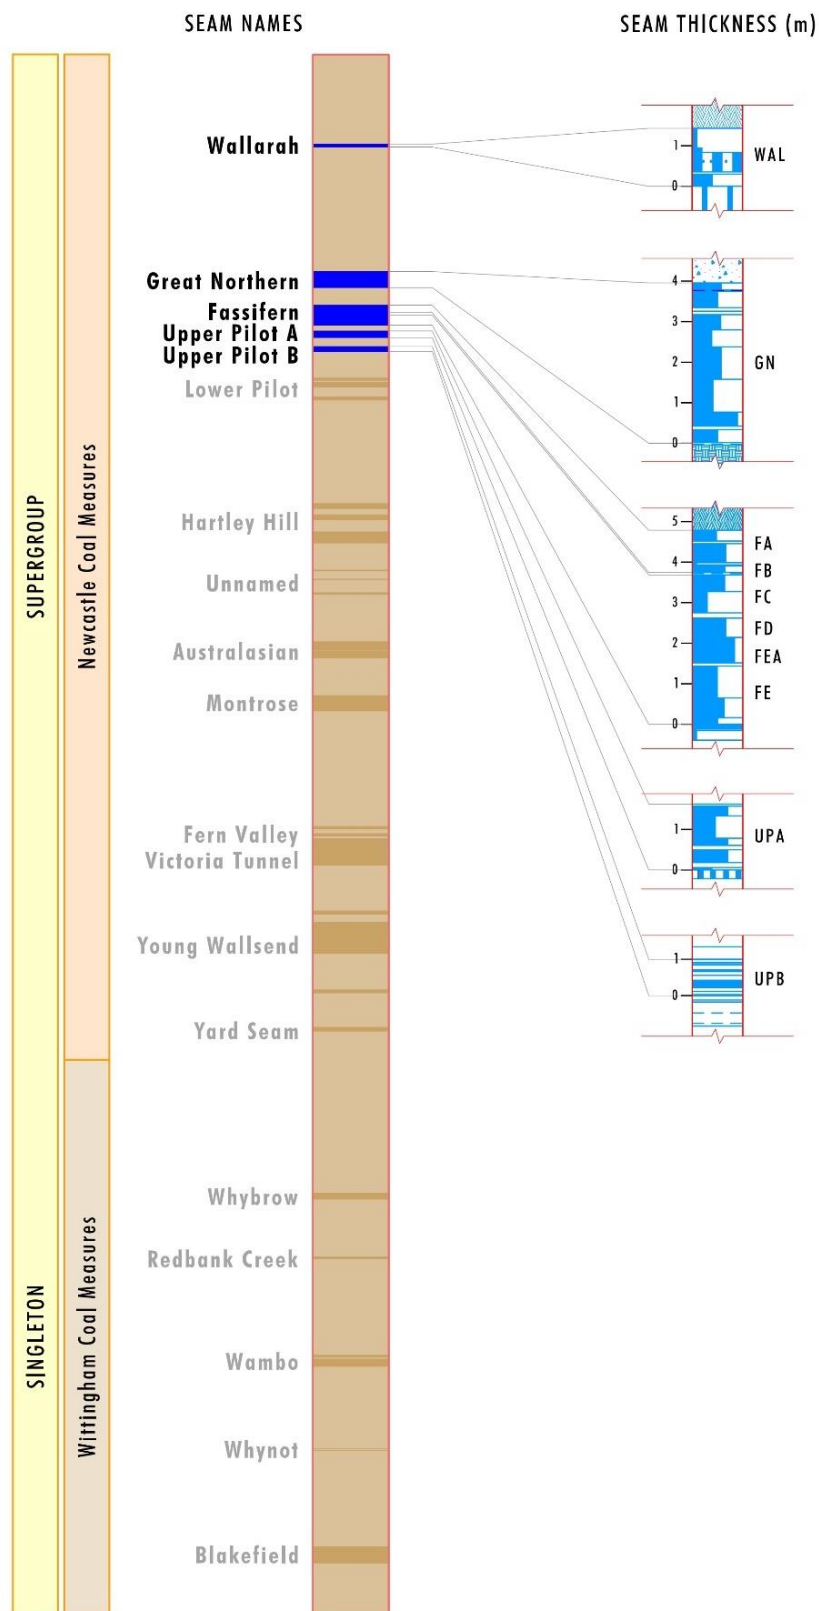 SEAM NAMES
SEAM THICKNESS (m)
SINGLETON SUPERGROUP
Newcastle Coal Measures
Wittingham Coal Measures
Wallarah
Great Northern
Fassifern
Upper Pilot A
Upper Pilot B
Lower Pilot
Hartley Hill
Unnamed
Australasian
Montrose
Fern Valley
Victoria Tunnel
Young Wallsend
Yard Seam
Whybrow
Redbank Creek
Wambo
Whynot
Blakefield
1
0
WAL
4
3
2
1
0
GN
5
4
3
2
1
0
FA
FB
FC
FD
FEA
FE
1
0
UPA
1
0
UPB